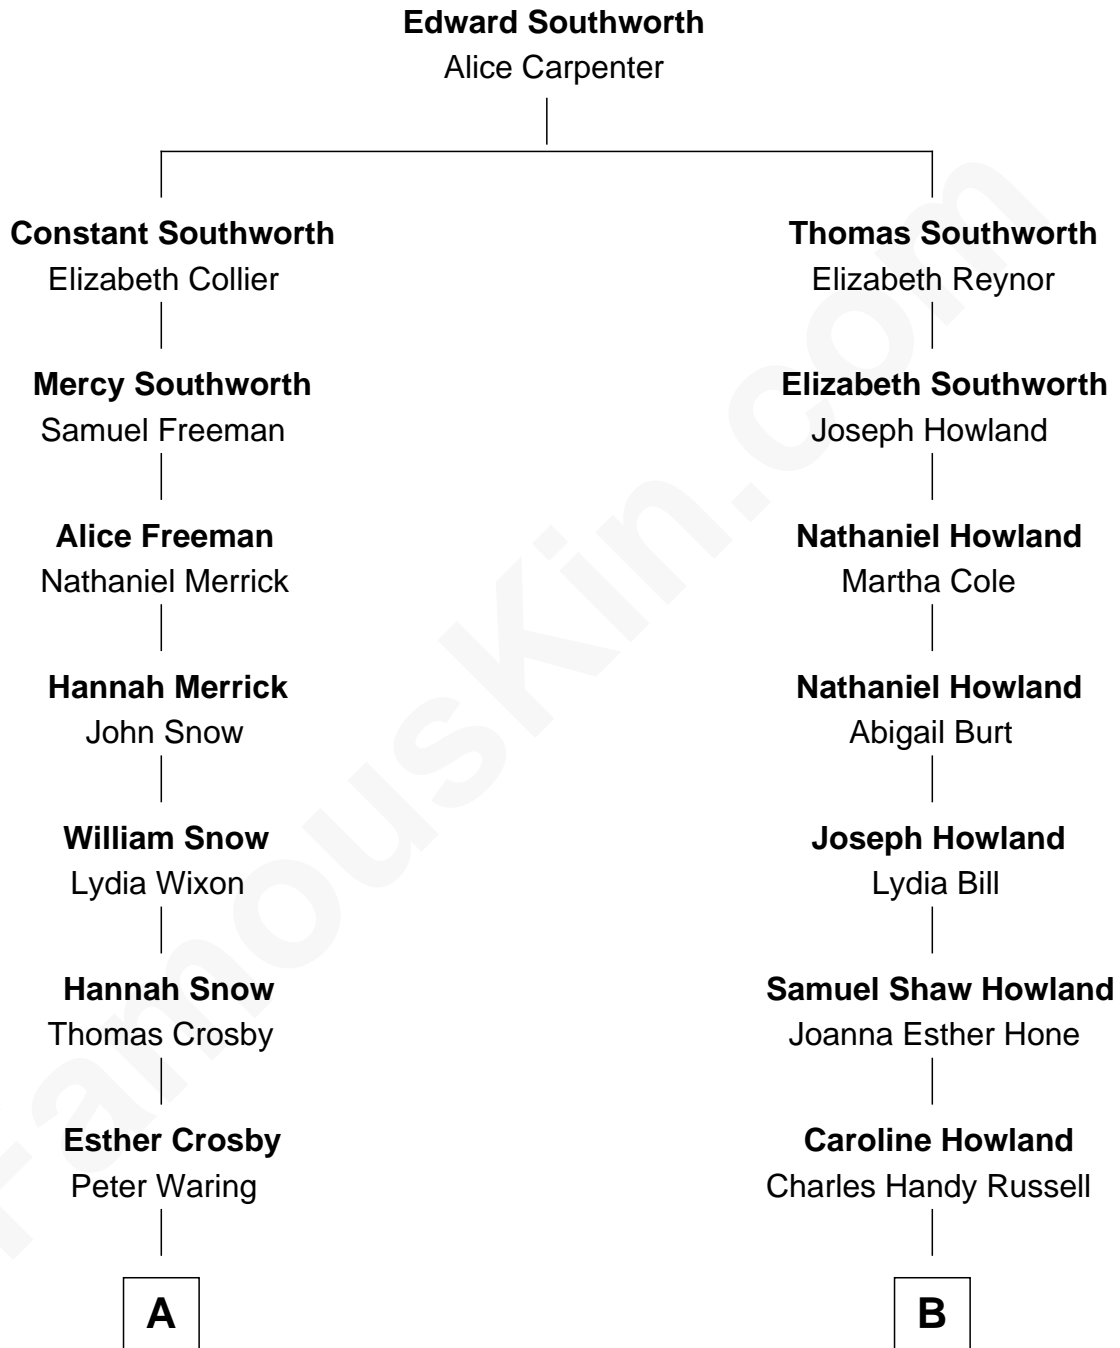 Edward Southworth
Alice Carpenter
Constant Southworth
Elizabeth Collier
Thomas Southworth
Elizabeth Reynor
Mercy Southworth
Samuel Freeman
Elizabeth Southworth
Joseph Howland
Alice Freeman
Nathaniel Merrick
Nathaniel Howland
Martha Cole
Hannah Merrick
John Snow
Nathaniel Howland
Abigail Burt
William Snow
Lydia Wixon
Joseph Howland
Lydia Bill
Hannah Snow
Thomas Crosby
Samuel Shaw Howland
Joanna Esther Hone
Esther Crosby
Peter Waring
Caroline Howland
Charles Handy Russell
A
B
FamousKin.com